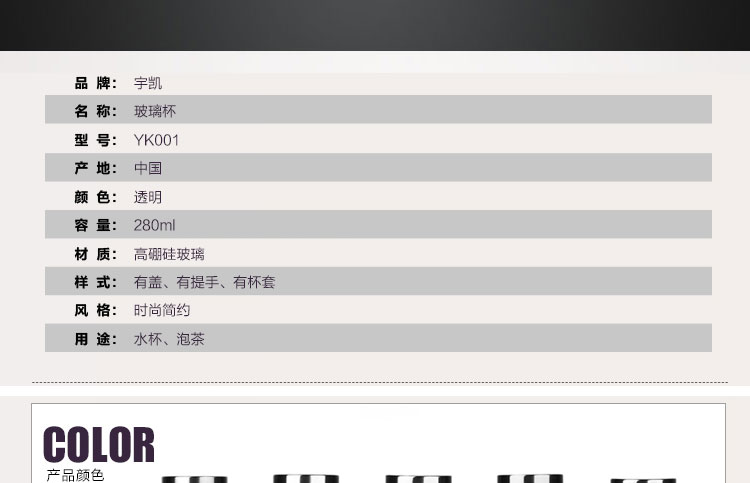 品 牌： 宇凯
名 称： 玻璃杯
型 号： YK001
产 地： 中国
颜 色： 透明
容 量： 280ml
材 质： 高硼硅玻璃
样 式： 有盖、有提手、有杯套
风 格： 时尚简约
用 途： 水杯、泡茶
COLOR
产品颜色